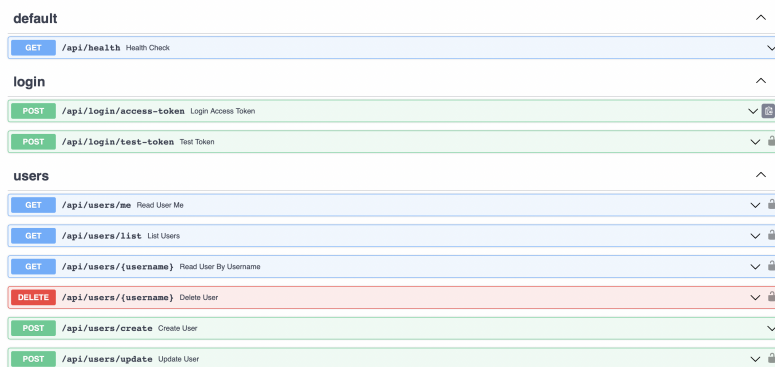 default
GET /api/health Health Check
login
POST /api/login/access-token Login Access Token
POST /api/login/test-token Test Token
users
GET /api/users/me Read User Me
GET /api/users/list List Users
GET /api/users/{username} Read User By Username
DELETE /api/users/{username} Delete User
POST /api/users/create Create User
POST /api/users/update Update User